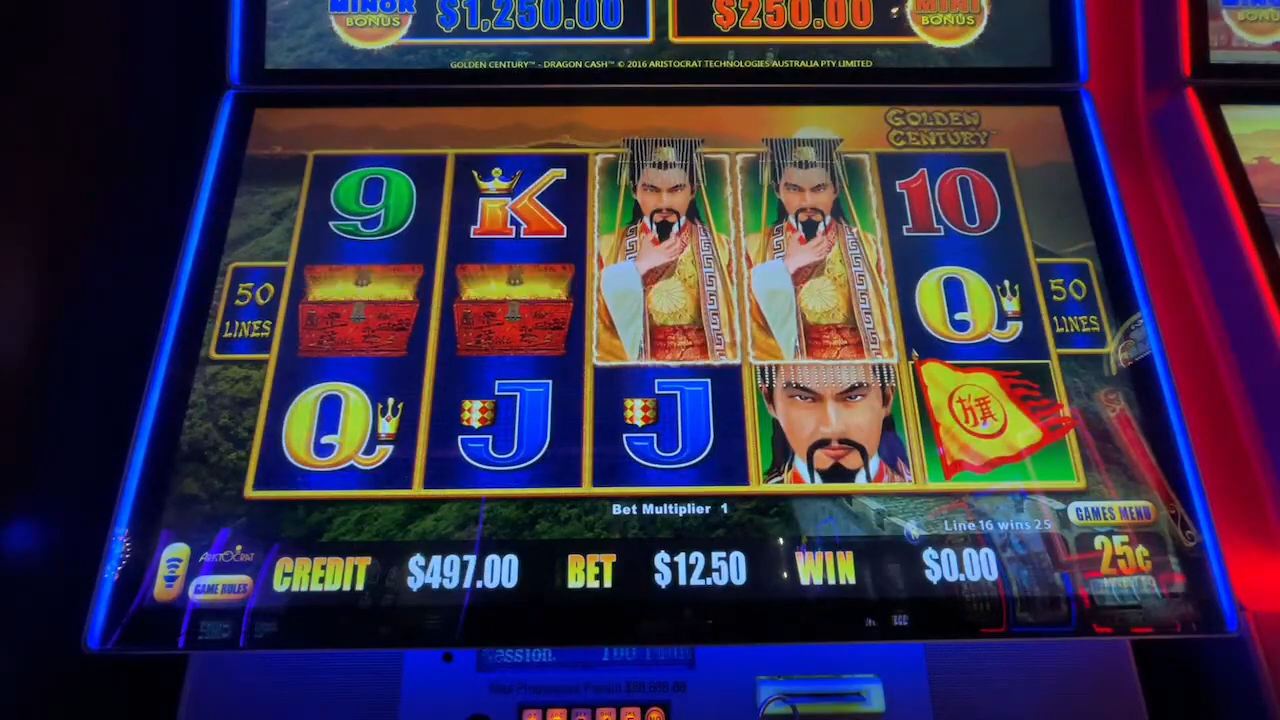 MINOR
BONUS
$1,250.00
$250.00
MINI
BONUS
GOLDEN CENTURY™ - DRAGON CASH™ © 2016 ARISTOCRAT TECHNOLOGIES AUSTRALIA PTY LIMITED
GOLDEN
CENTURY™
9
K
10
50
LINES
Q
50
LINES
Q
J
J
旗
Bet Multiplier 1
Line 16 wins 25
GAMES MENU
ARISTOCRAT
GAME RULES
CREDIT $497.00 BET $12.50 WIN $0.00
25¢